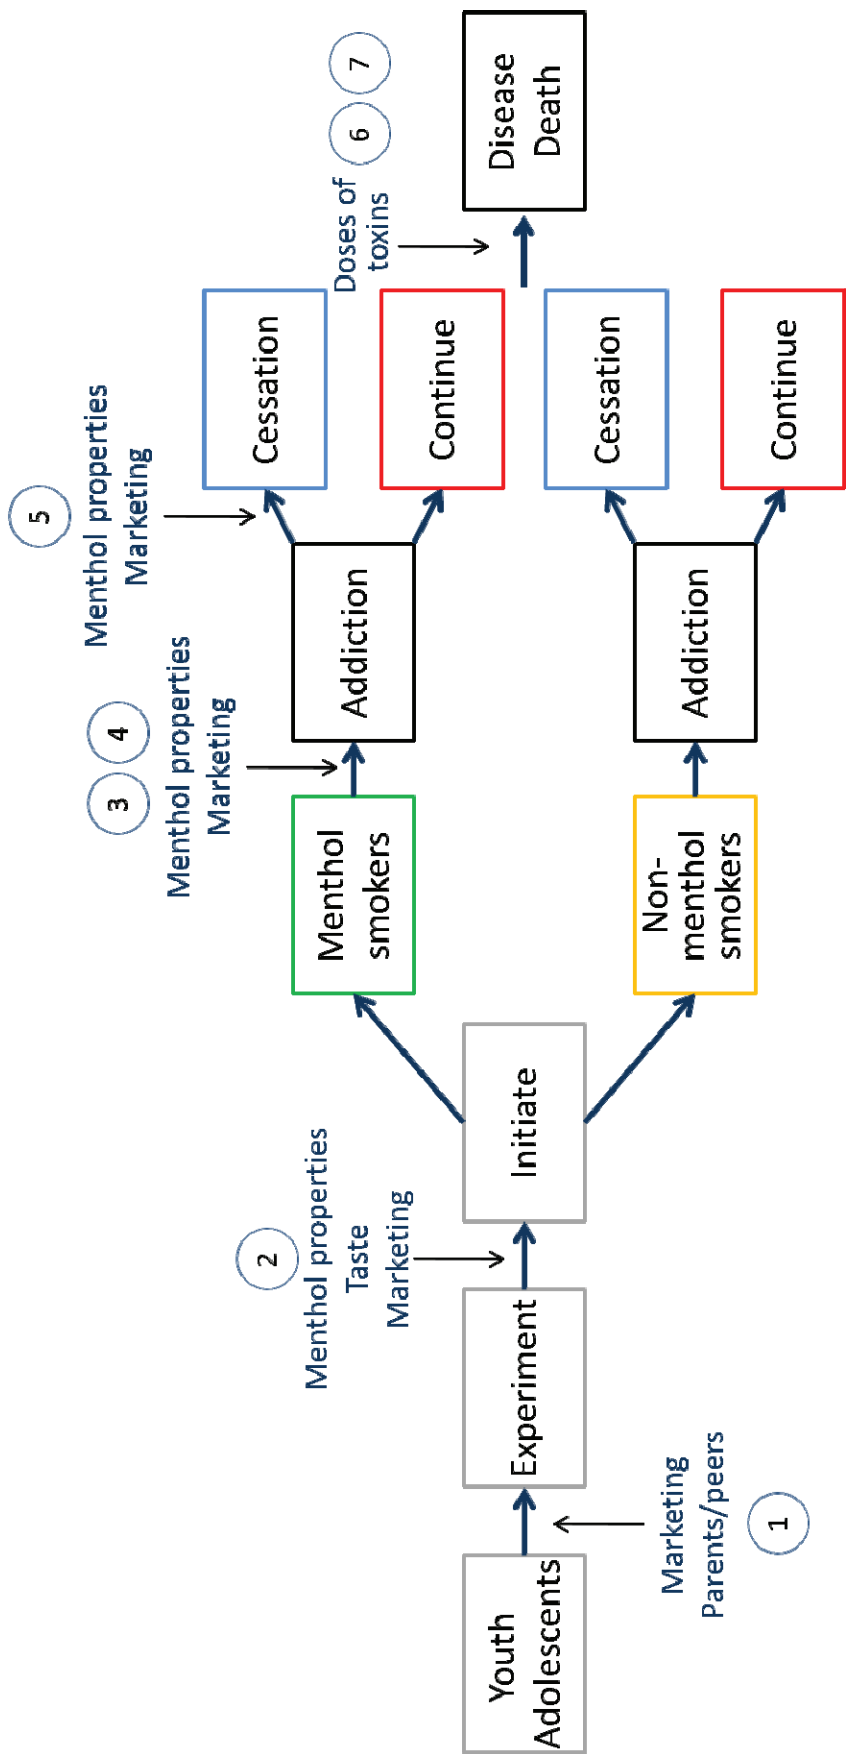 Youth
Adolescents
Marketing
Parents/peers
1
Experiment
2
Menthol properties
Taste
Marketing
Initiate
Menthol
smokers
Non-
menthol
smokers
3
4
Menthol properties
Marketing
Addiction
Addiction
5
Menthol properties
Marketing
Cessation
Continue
Cessation
Continue
6
7
Doses of
toxins
Disease
Death